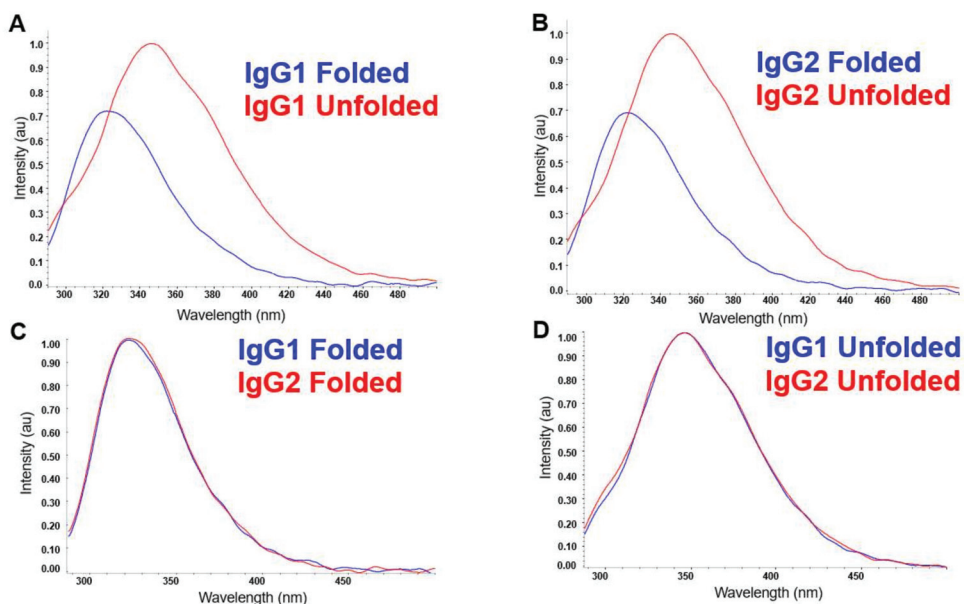 A
IgG1 Folded
IgG1 Unfolded
Intensity (au)
1.0
0.9
0.8
0.7
0.6
0.5
0.4
0.3
0.2
0.1
0.0
300 320 340 360 380 400 420 440 460 480
Wavelength (nm)
B
IgG2 Folded
IgG2 Unfolded
Intensity (au)
1.0
0.9
0.8
0.7
0.6
0.5
0.4
0.3
0.2
0.1
0.0
300 320 340 360 380 400 420 440 460 480
Wavelength (nm)
C
IgG1 Folded
IgG2 Folded
Intensity (au)
1.00
0.90
0.80
0.70
0.60
0.50
0.40
0.30
0.20
0.10
0.00
300 350 400 450
Wavelength (nm)
D
IgG1 Unfolded
IgG2 Unfolded
Intensity (au)
1.00
0.90
0.80
0.70
0.60
0.50
0.40
0.30
0.20
0.10
0.00
300 350 400 450
Wavelength (nm)